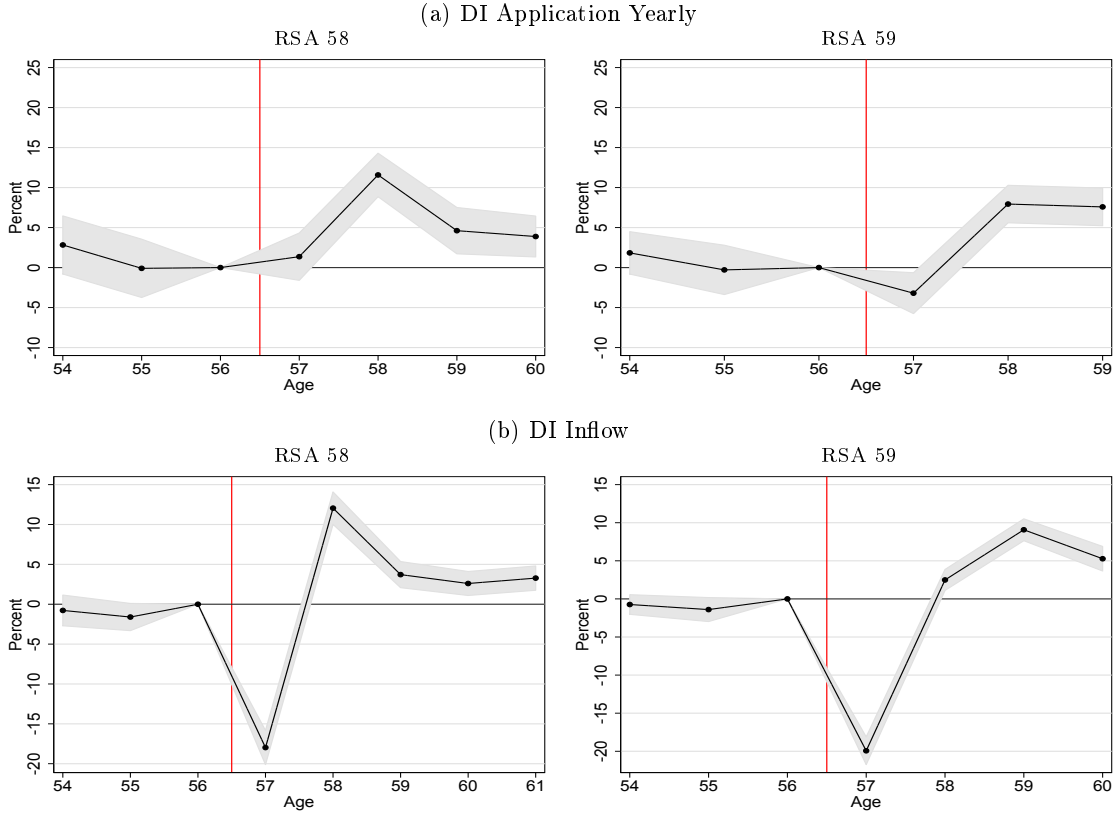 (a) DI Application Yearly
RSA 58
RSA 59
Percent
25
20
15
10
5
0
-5
-10
54 55 56 57 58 59 60
Age
Percent
25
20
15
10
5
0
-5
-10
54 55 56 57 58 59
Age
(b) DI Inflow
RSA 58
RSA 59
Percent
15
10
5
0
-5
-10
-15
-20
54 55 56 57 58 59 60 61
Age
Percent
15
10
5
0
-5
-10
-15
-20
54 55 56 57 58 59 60
Age